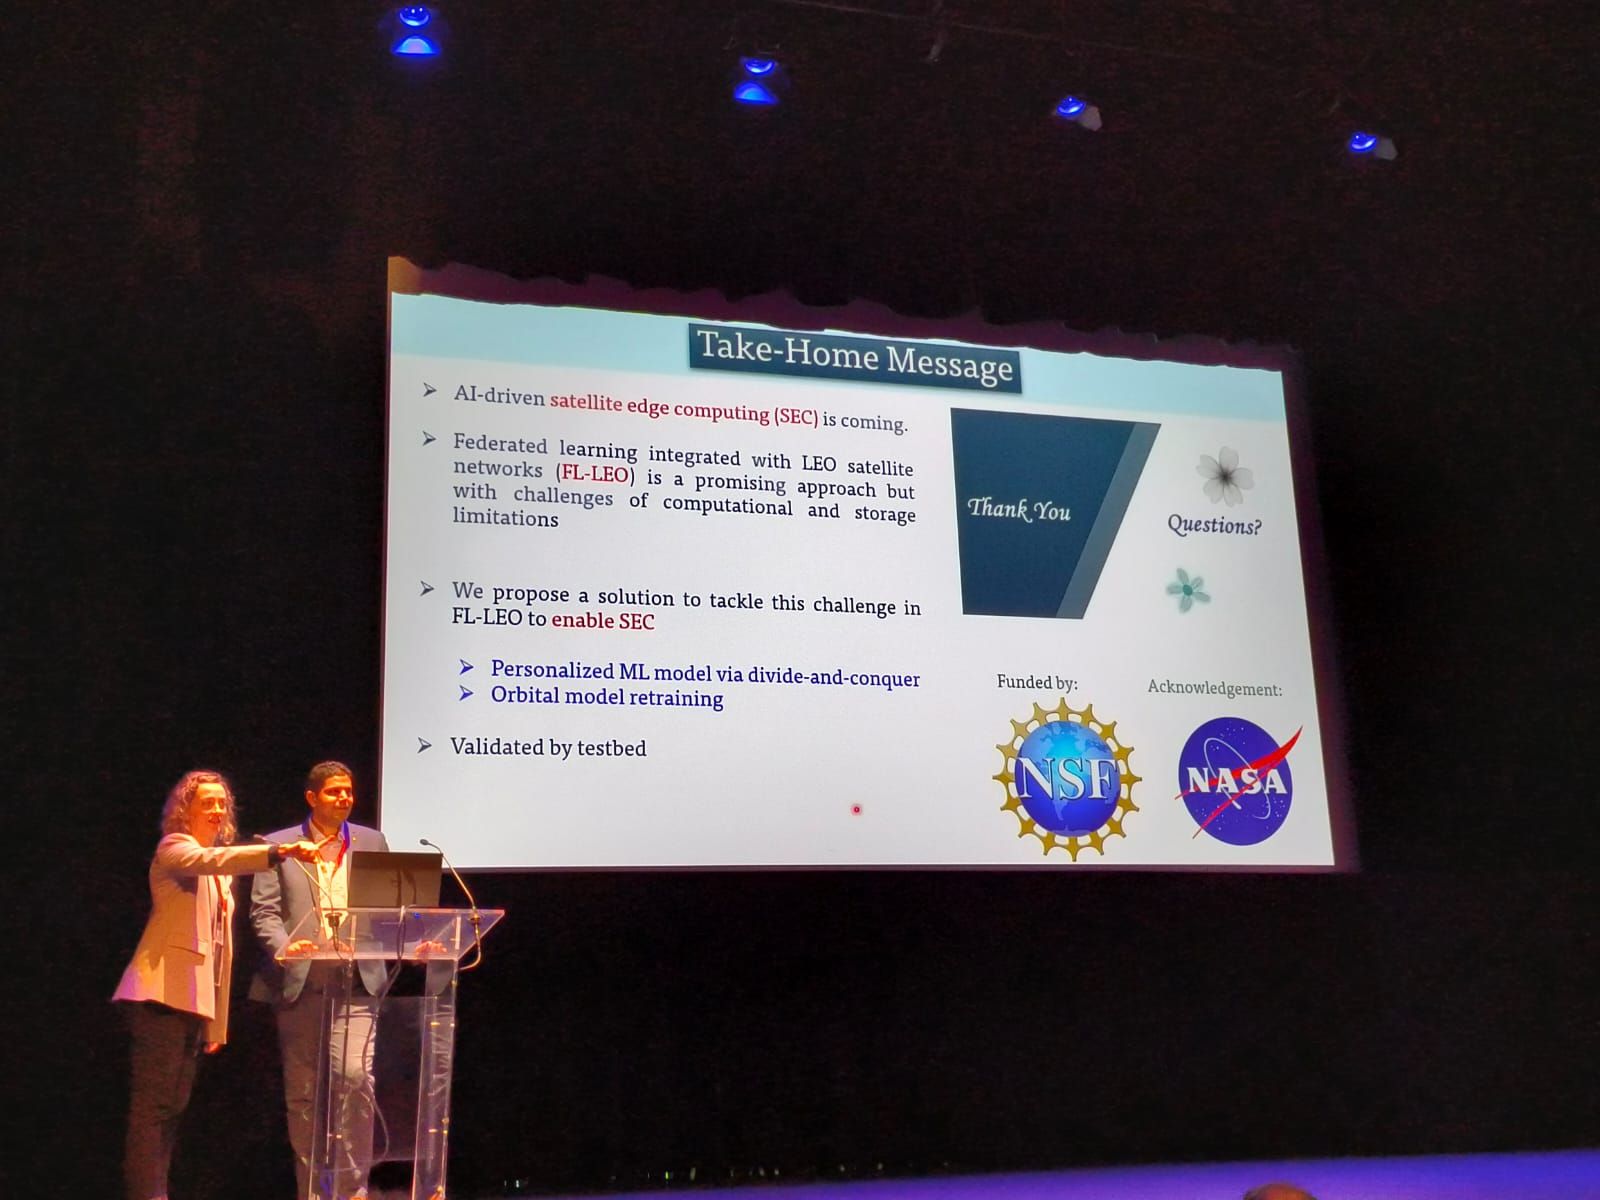 Take-Home Message
➢ AI-driven satellite edge computing (SEC) is coming.
➢ Federated learning integrated with LEO satellite
networks (FL-LEO) is a promising approach but
with challenges of computational and storage
limitations
➢ We propose a solution to tackle this challenge in
FL-LEO to enable SEC
➢ Personalized ML model via divide-and-conquer
➢ Orbital model retraining
➢ Validated by testbed
Thank You
Questions?
Funded by:
NSF
Acknowledgement:
NASA